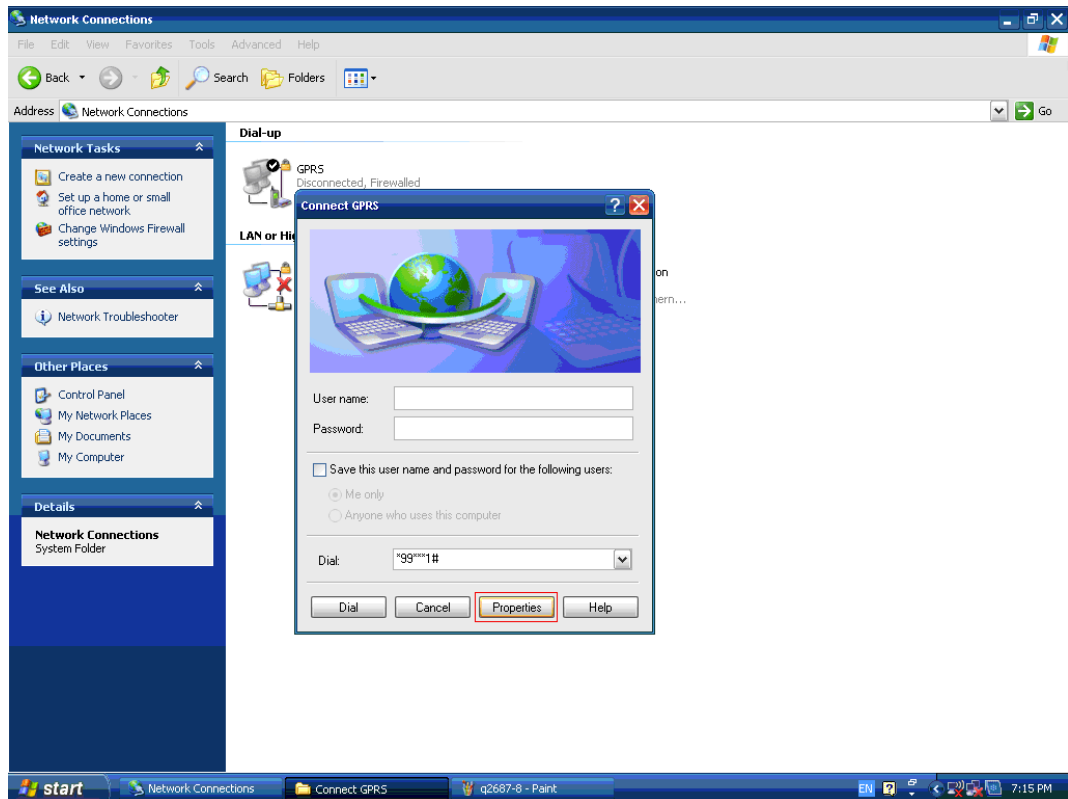 Network Connections
File Edit View Favorites Tools Advanced Help
Back Search Folders
Address Network Connections Go
Network Tasks
Create a new connection
Set up a home or small
office network
Change Windows Firewall
settings
See Also
Network Troubleshooter
Other Places
Control Panel
My Network Places
My Documents
My Computer
Details
Network Connections
System Folder
Dial-up
GPRS
Disconnected, Firewalled
LAN or Hi
on
ern...
Connect GPRS
User name:
Password:
Save this user name and password for the following users:
Me only
Anyone who uses this computer
Dial: *99***1#
Dial Cancel Properties Help
start Network Connections Connect GPRS q2687-8 - Paint EN 7:15 PM